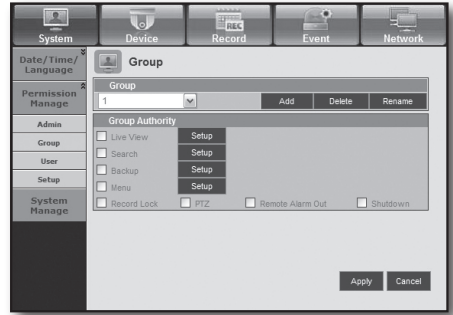 System Device Record Event Network
REC
Date/Time/
Language
Permission
Manage
Admin
Group
User
Setup
System
Manage
Group
Group
1 Add Delete Rename
Group Authority
Live View Setup
Search Setup
Backup Setup
Menu Setup
Record Lock PTZ Remote Alarm Out Shutdown
Apply Cancel